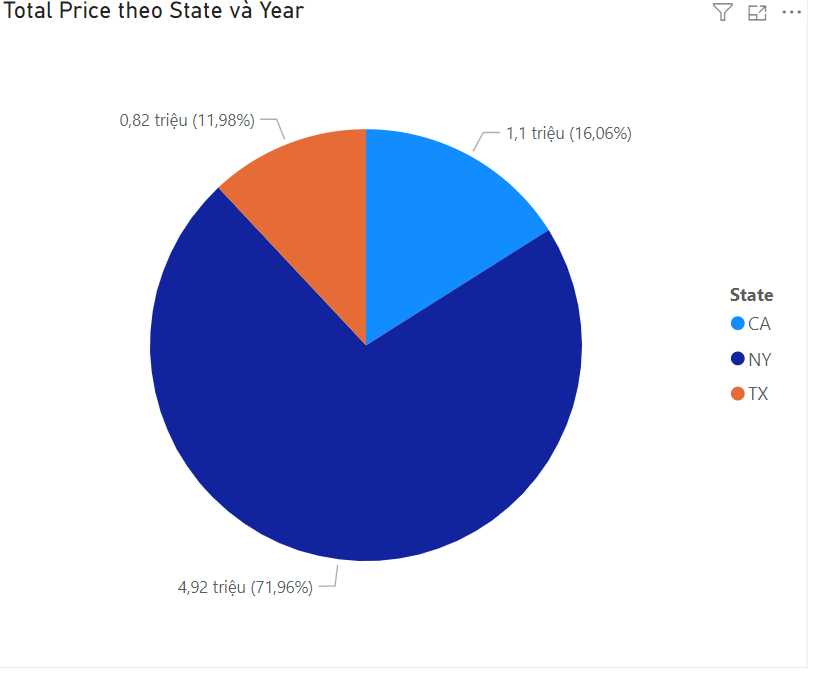 Total Price theo State và Year
0,82 triệu (11,98%)
1,1 triệu (16,06%)
State
CA
NY
TX
4,92 triệu (71,96%)